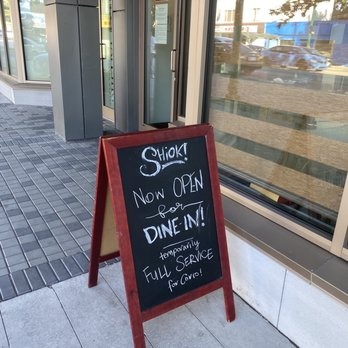 SHIOK!
NOW OPEN
for
DINE-IN!
temporarily
FULL SERVICE
for COVID!